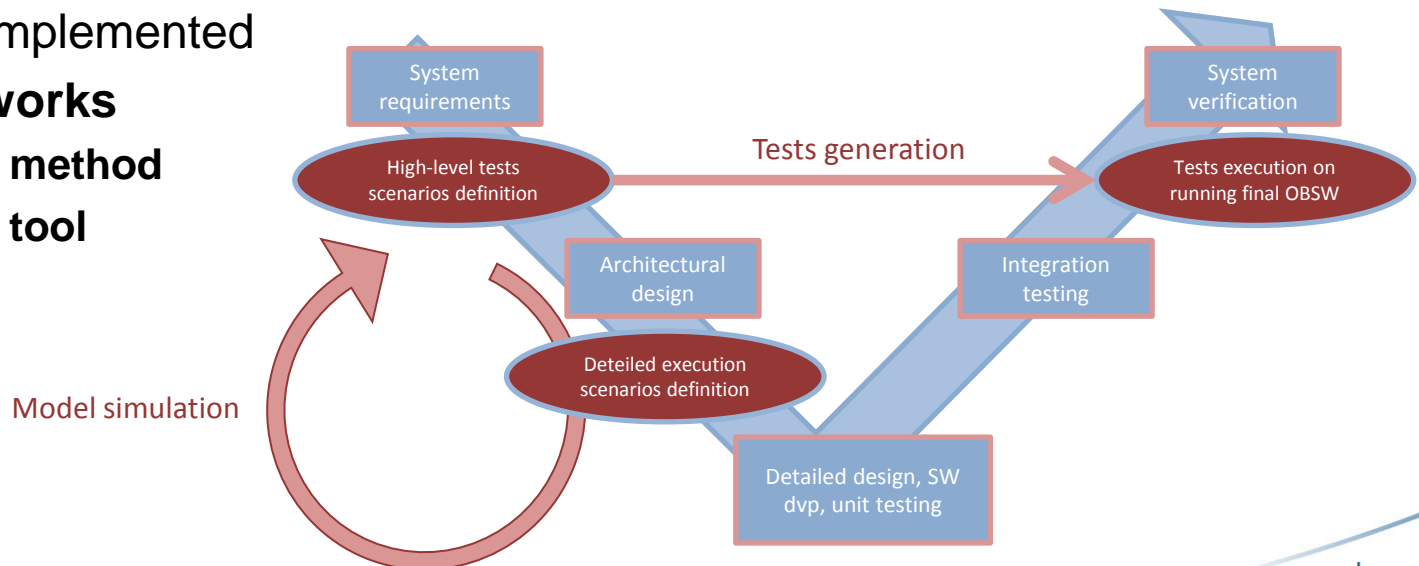 mplemented
works
method
tool
System
requirements
High-level tests
scenarios definition
Tests generation
System
verification
Tests execution on
running final OBSW
Architectural
design
Integration
testing
Deteiled execution
scenarios definition
Model simulation
Detailed design, SW
dvp, unit testing